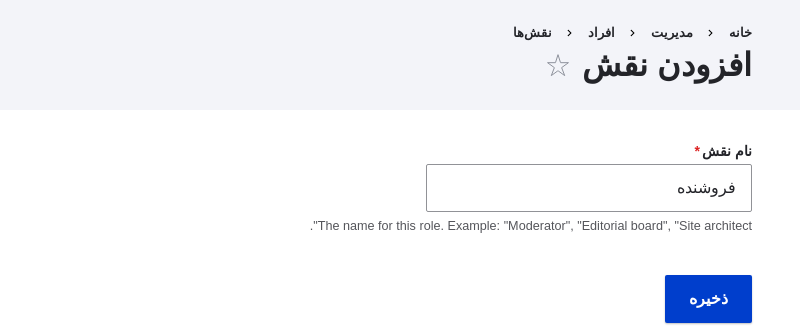 خانه › مدیریت › افراد › نقش‌ها
افزودن نقش ☆
نام نقش*
فروشنده
The name for this role. Example: "Moderator", "Editorial board", "Site architect".
ذخیره